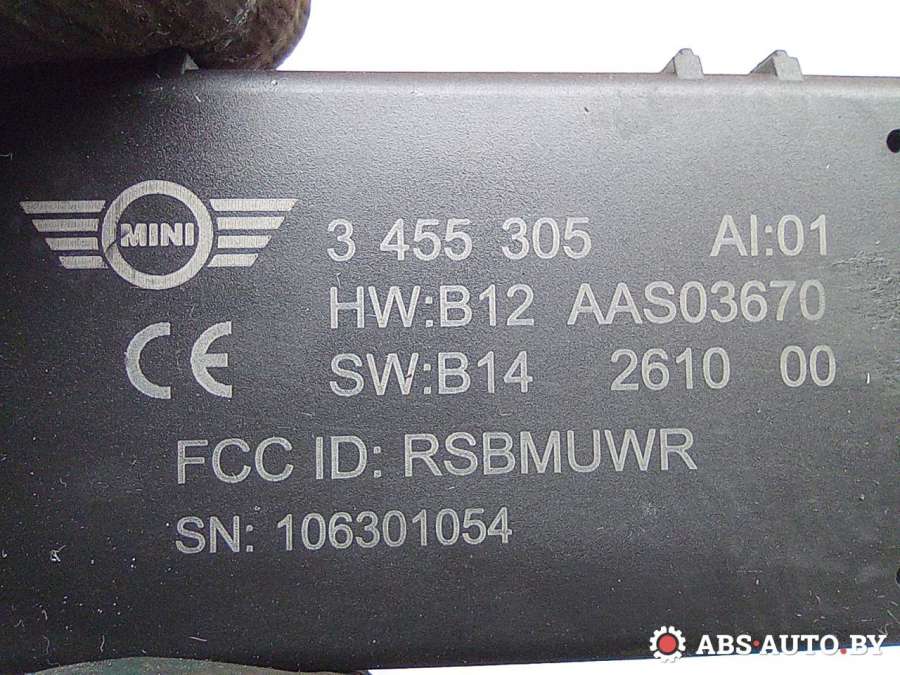 MINI
3 455 305 AI:01
HW:B12 AAS03670
SW:B14 2610 00
CE
FCC ID: RSBMUWR
SN: 106301054
ABS·AUTO.BY